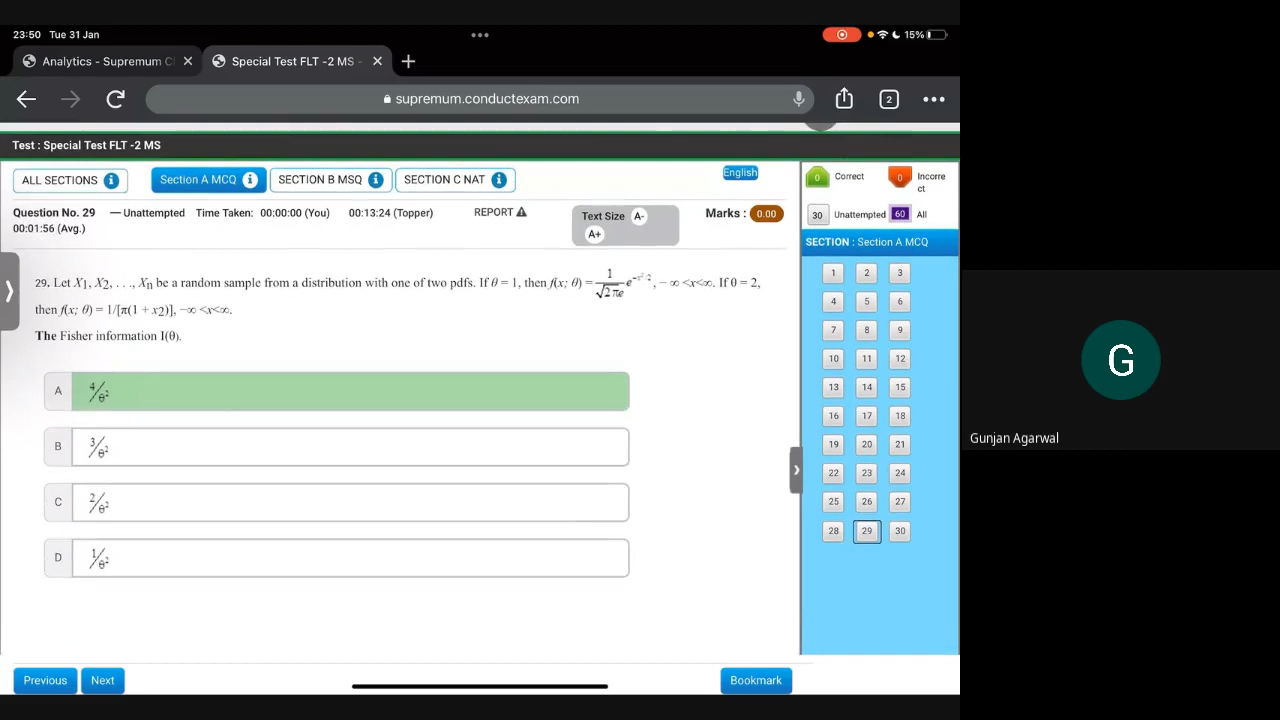 23:50 Tue 31 Jan
15%
Analytics - Supremum C
Special Test FLT -2 MS -
supremum.conductexam.com
2
Test : Special Test FLT -2 MS
ALL SECTIONS
Section A MCQ
SECTION B MSQ
SECTION C NAT
English
Question No. 29 — Unattempted Time Taken: 00:00:00 (You) 00:13:24 (Topper) REPORT
00:01:56 (Avg.)
Text Size A-
A+
Marks : 0.00
29. Let X1, X2, . . ., Xn be a random sample from a distribution with one of two pdfs. If θ = 1, then f(x; θ) = 1/√2πe e^−x²/2, − ∞ <x<∞. If θ = 2,
then f(x; θ) = 1/[π(1 + x2)], −∞ <x<∞.
The Fisher information I(θ).
A 4/θ²
B 3/θ²
C 2/θ²
D 1/θ²
Previous
Next
Bookmark
0 Correct
0 Incorre
ct
30 Unattempted
60 All
SECTION : Section A MCQ
1 2 3
4 5 6
7 8 9
10 11 12
13 14 15
16 17 18
19 20 21
22 23 24
25 26 27
28 29 30
G
Gunjan Agarwal